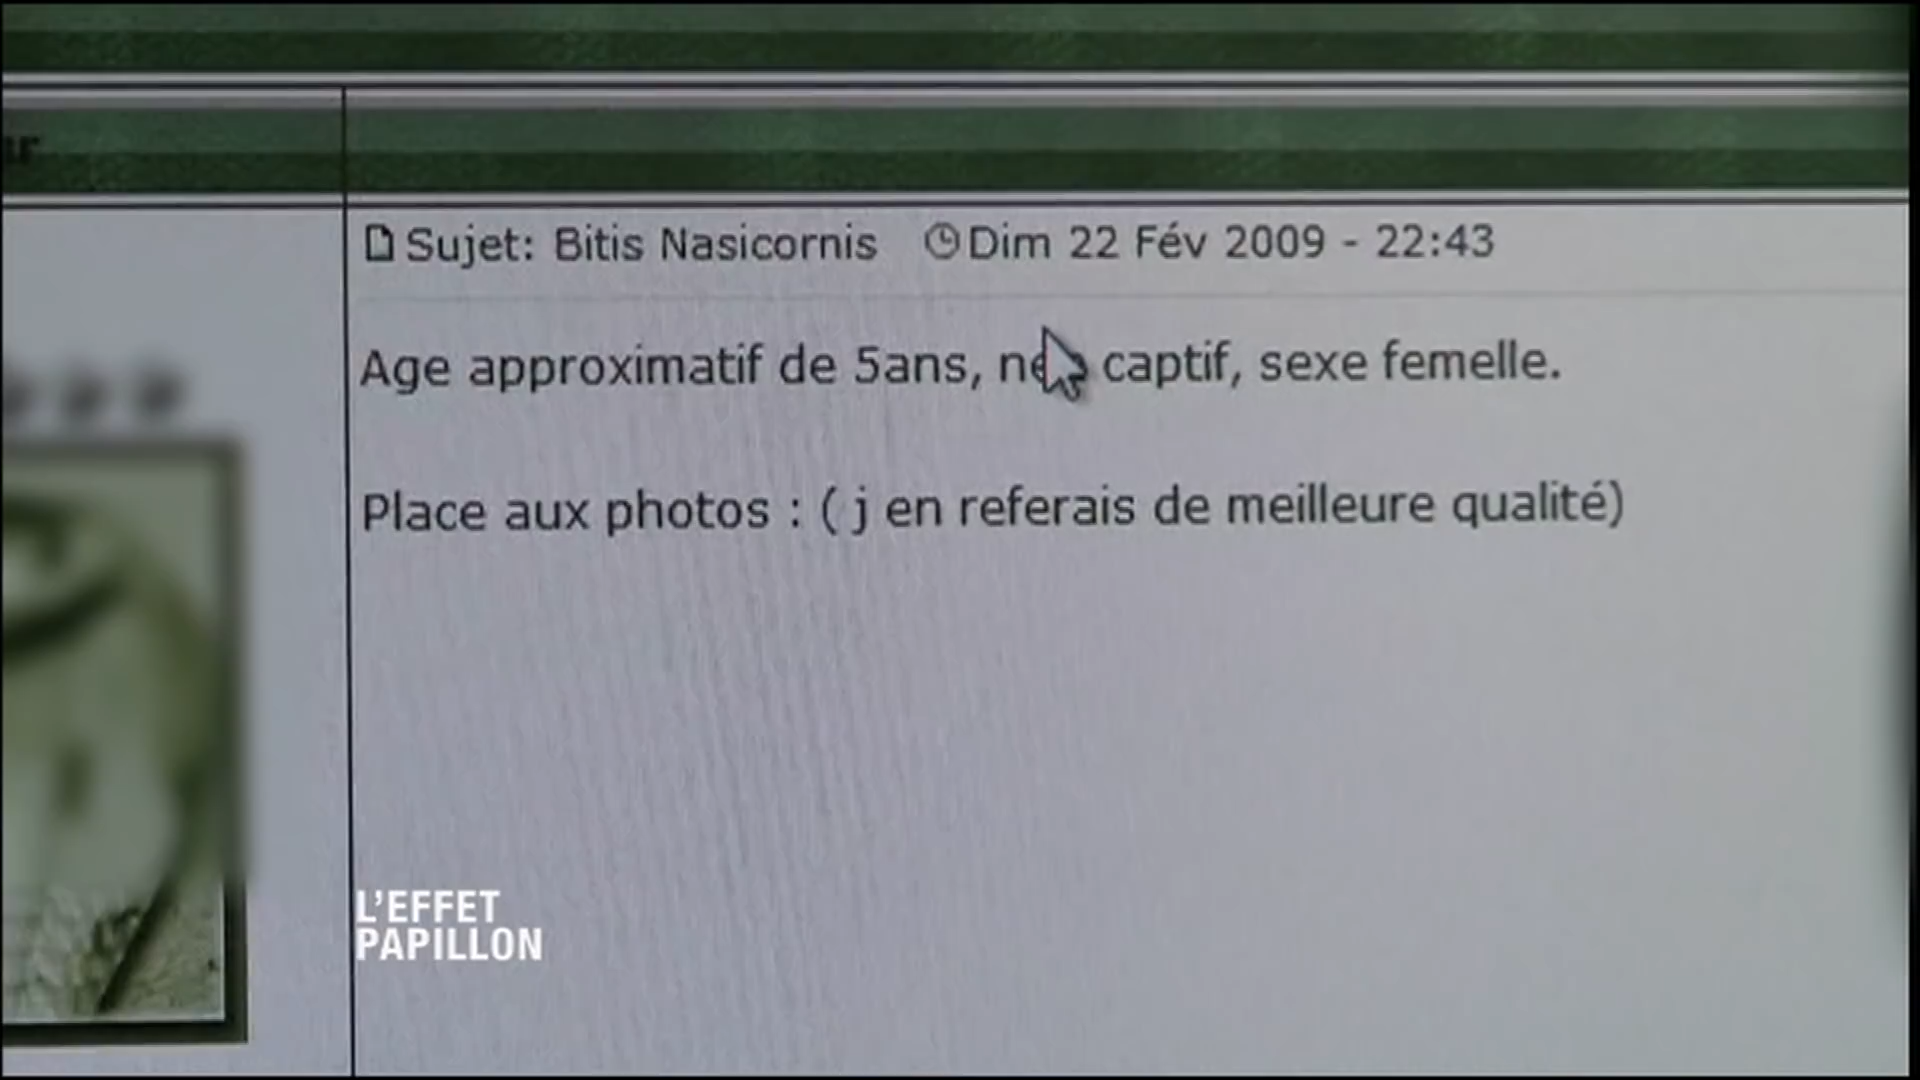 Sujet: Bitis Nasicornis Dim 22 Fév 2009 - 22:43
Age approximatif de 5ans, captif, sexe femelle.
Place aux photos : ( j en referais de meilleure qualité)
L'EFFET
PAPILLON